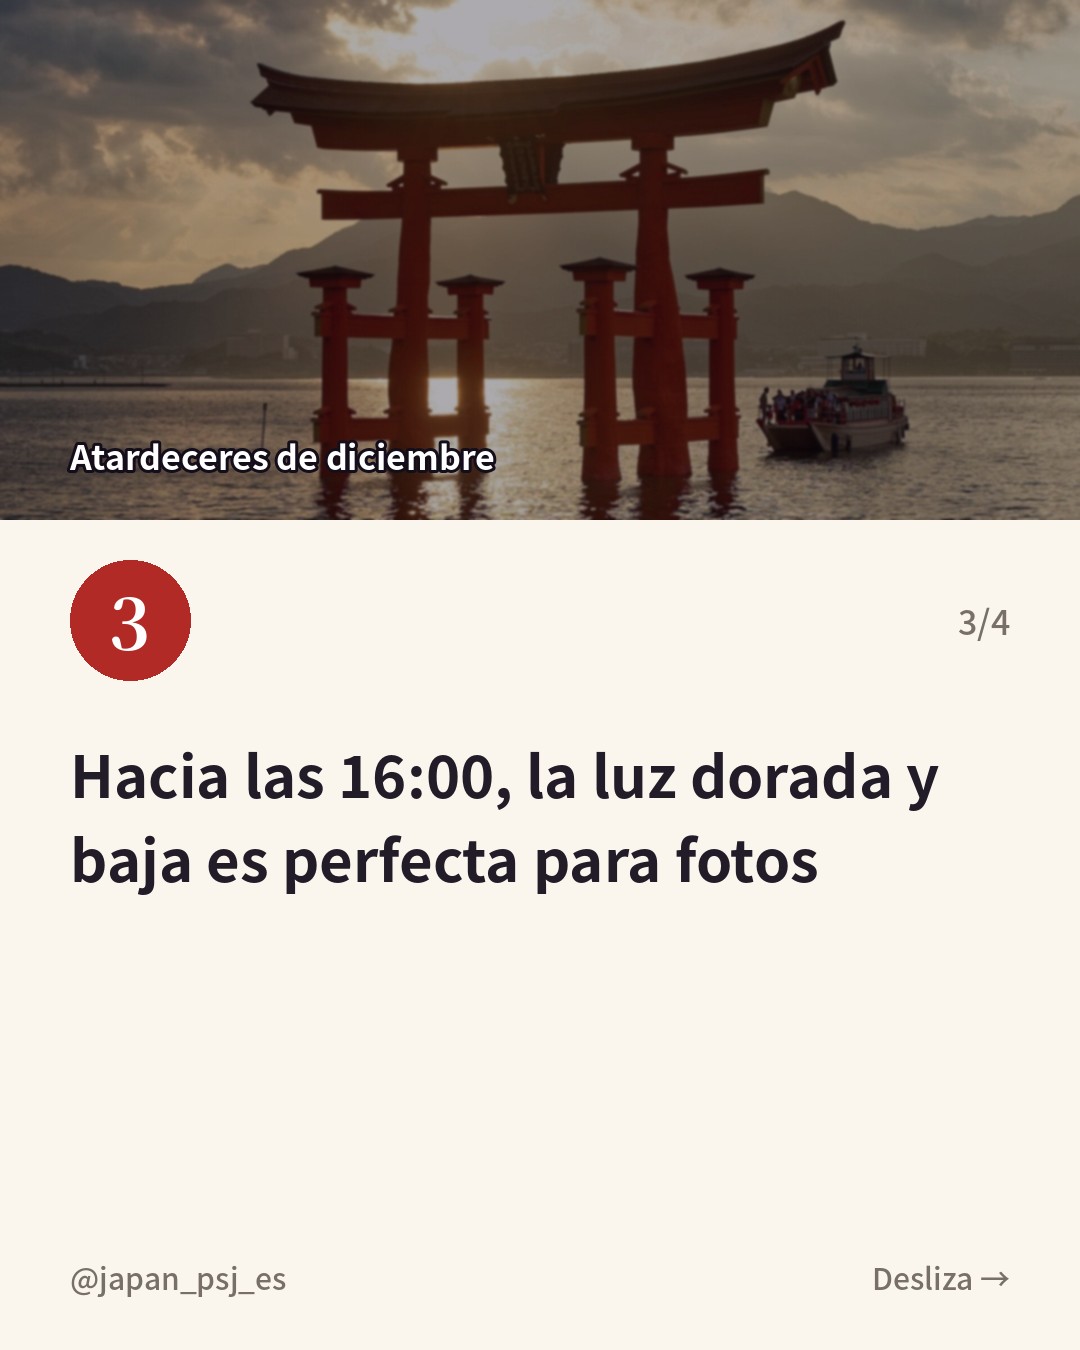 Atardeceres de diciembre
3
3/4
Hacia las 16:00, la luz dorada y
baja es perfecta para fotos
@japan_psj_es
Desliza →